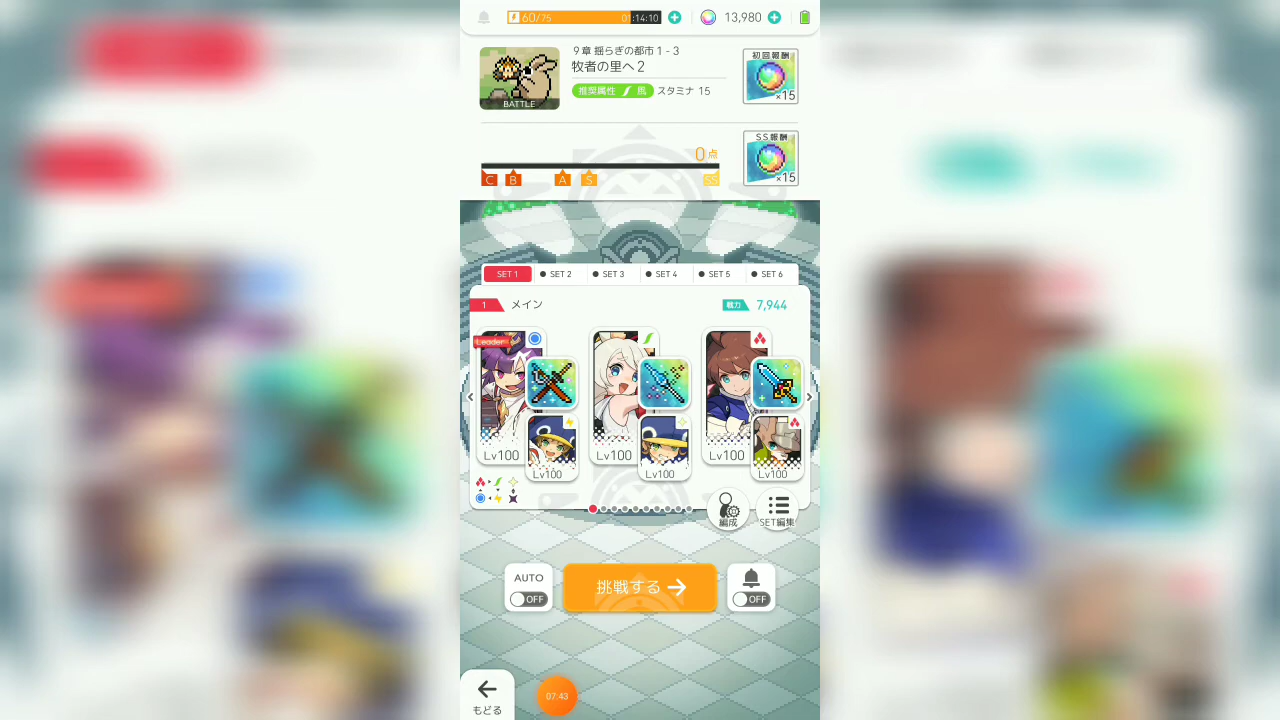 60/75
01:14:10
13,980
9章 揺らぎの都市1-3
牧者の里へ2
推奨属性 風 スタミナ 15
BATTLE
初回報酬
×15
SS報酬
×15
0点
C B A S SS
SET 1 SET 2 SET 3 SET 4 SET 5 SET 6
1 メイン
戦力 7,944
Leader
Lv100 Lv100 Lv100
Lv100 Lv100 Lv100
編成 SET編集
AUTO
OFF
挑戦する
OFF
もどる
07:43